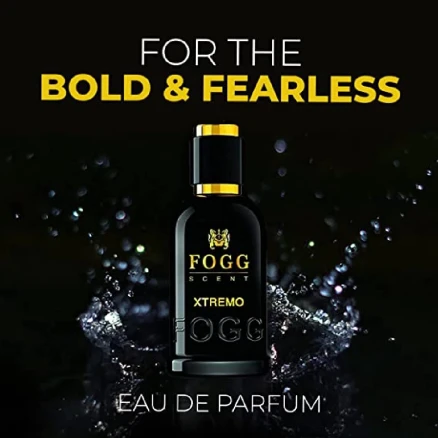 FOR THE
BOLD & FEARLESS
FOGG
SCENT
XTREMO
FOGG
EAU DE PARFUM